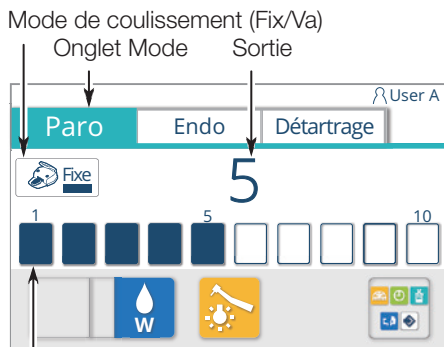 Mode de coulissement (Fix/Va)
Onglet Mode Sortie
User A
Paro Endo Détartrage
Fixe 5
1 5 10
W